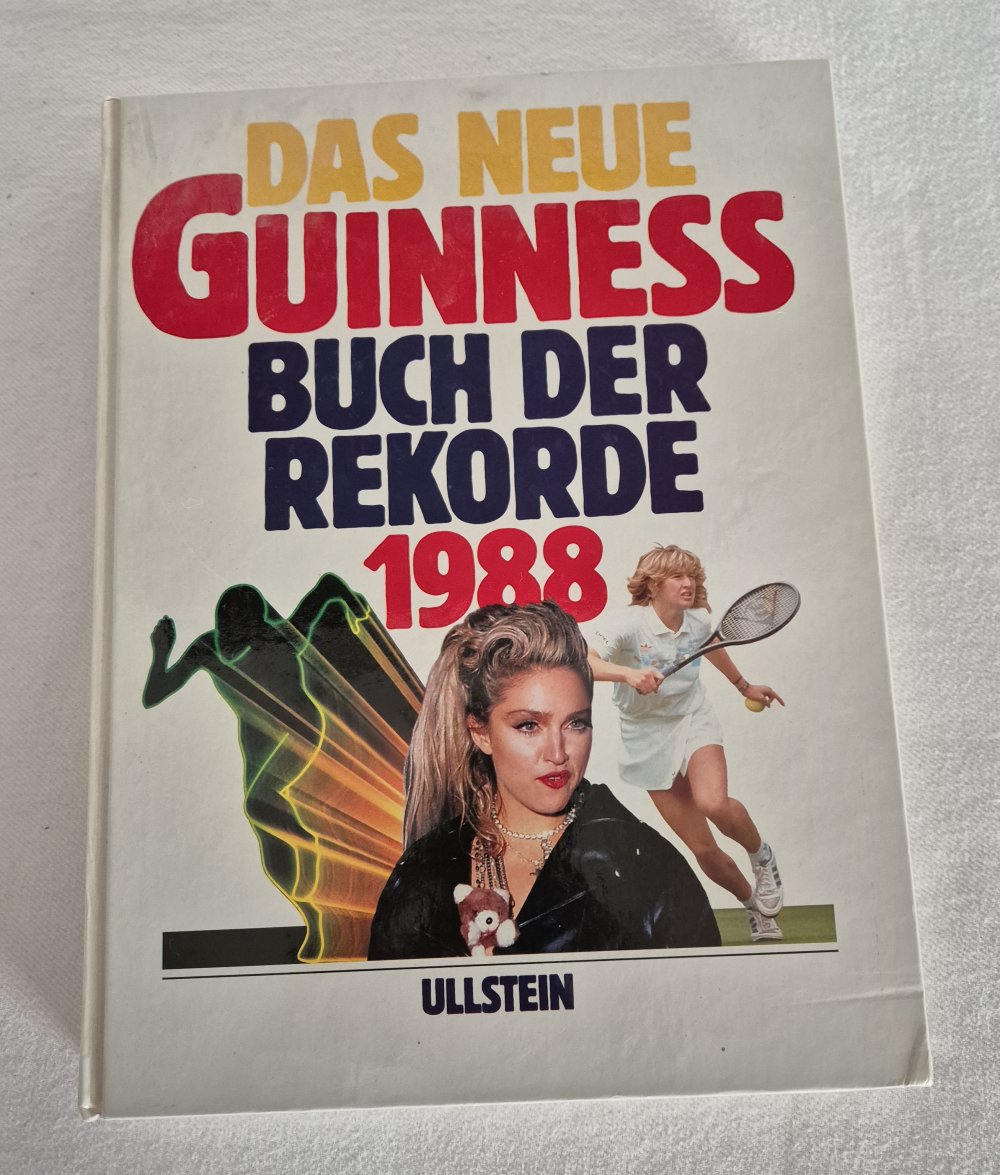 DAS NEUE
GUINNESS
BUCH DER
REKORDE
1988
ULLSTEIN